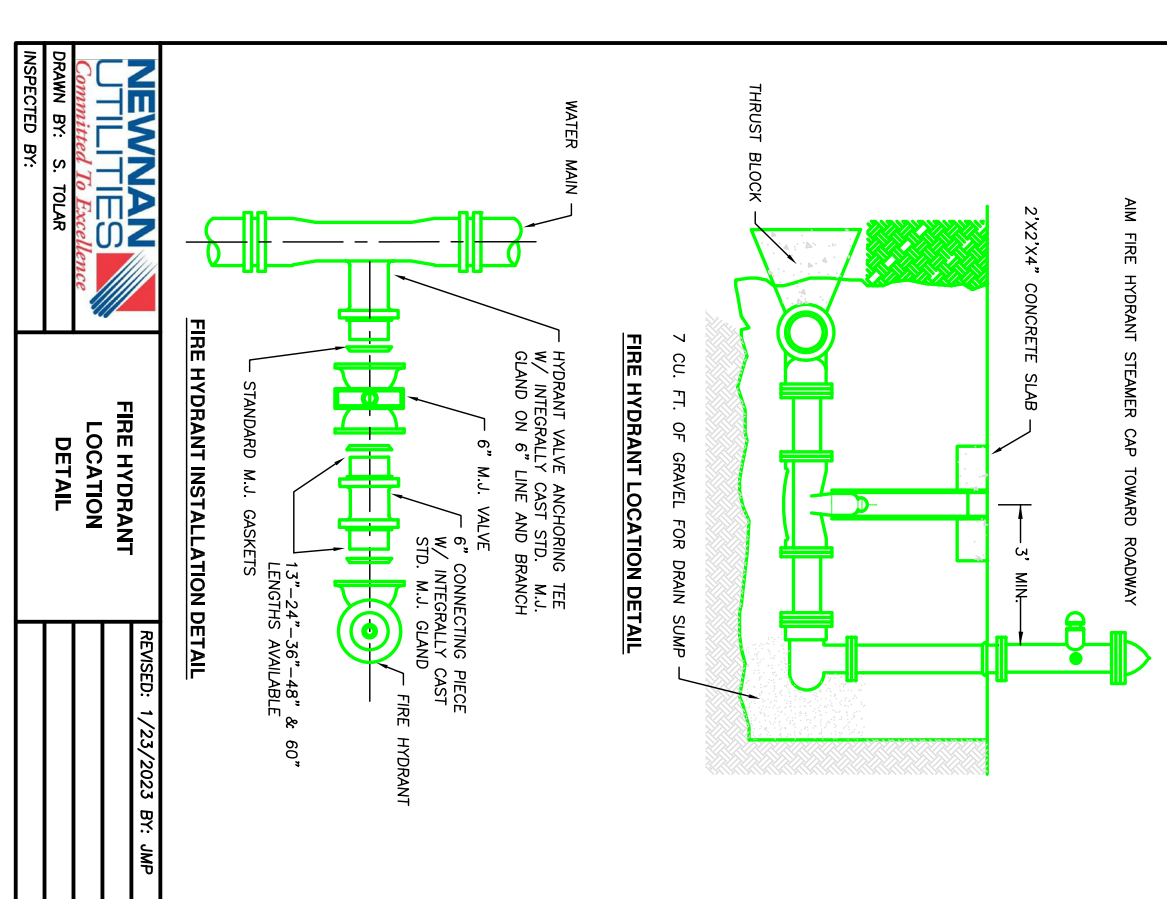 AIM FIRE HYDRANT STEAMER CAP TOWARD ROADWAY
2'X2'X4" CONCRETE SLAB
3' MIN.
THRUST BLOCK
7 CU. FT. OF GRAVEL FOR DRAIN SUMP
FIRE HYDRANT LOCATION DETAIL
WATER MAIN
HYDRANT VALVE ANCHORING TEE
W/ INTEGRALLY CAST STD. M.J.
GLAND ON 6" LINE AND BRANCH
6" M.J. VALVE
6" CONNECTING PIECE
W/ INTEGRALLY CAST
STD. M.J. GLAND
FIRE HYDRANT
13"-24"-36"-48" & 60"
LENGTHS AVAILABLE
STANDARD M.J. GASKETS
FIRE HYDRANT INSTALLATION DETAIL
NEWNAN
UTILITIES
Committed To Excellence
DRAWN BY: S. TOLAR
INSPECTED BY:
FIRE HYDRANT
LOCATION
DETAIL
REVISED: 1/23/2023 BY: JMP